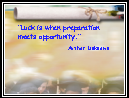 "Luck is when preparation
meets opportunity."
Author Unknown